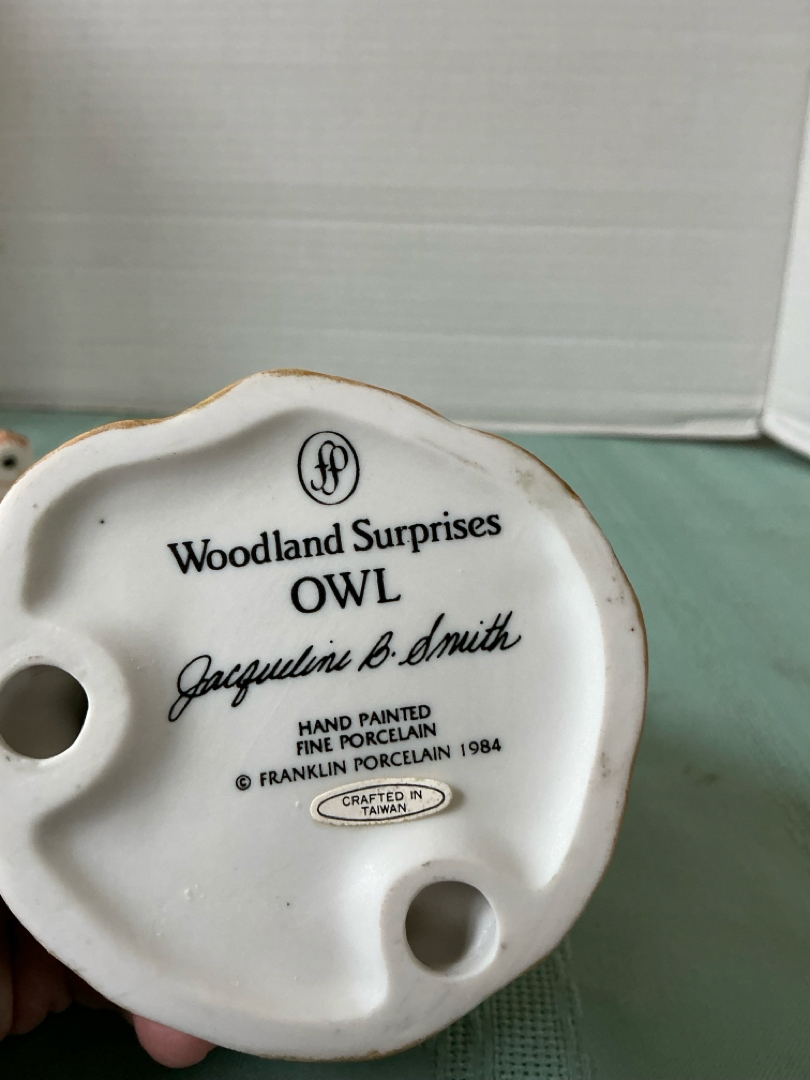 fp
Woodland Surprises
OWL
Jacqueline B. Smith
HAND PAINTED
FINE PORCELAIN
© FRANKLIN PORCELAIN 1984
CRAFTED IN
TAIWAN